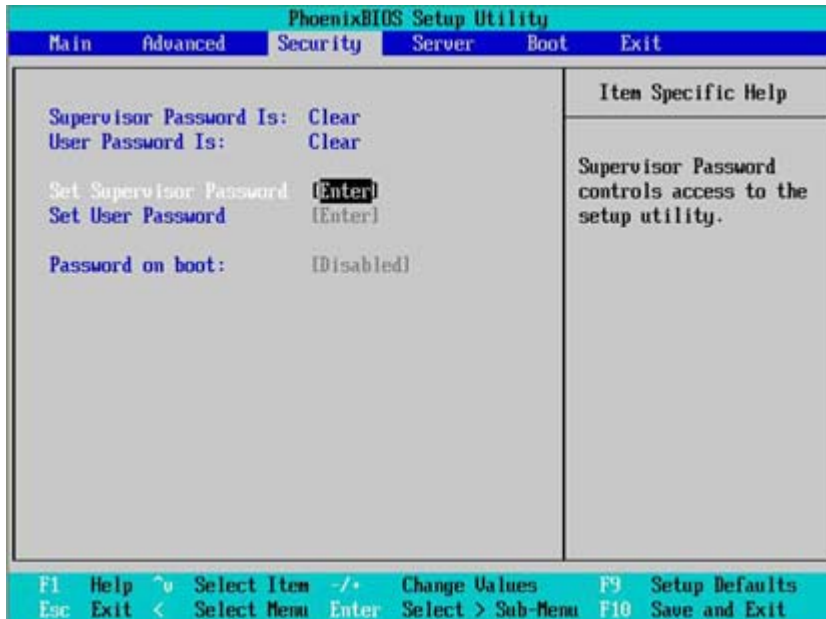 PhoenixBIOS Setup Utility
Main Advanced Security Server Boot Exit
Supervisor Password Is: Clear
User Password Is: Clear
Set Supervisor Password [Enter]
Set User Password [Enter]
Password on boot: [Disabled]
Item Specific Help
Supervisor Password
controls access to the
setup utility.
F1 Help ^v Select Item -/+ Change Values F9 Setup Defaults
Esc Exit < Select Menu Enter Select > Sub-Menu F10 Save and Exit